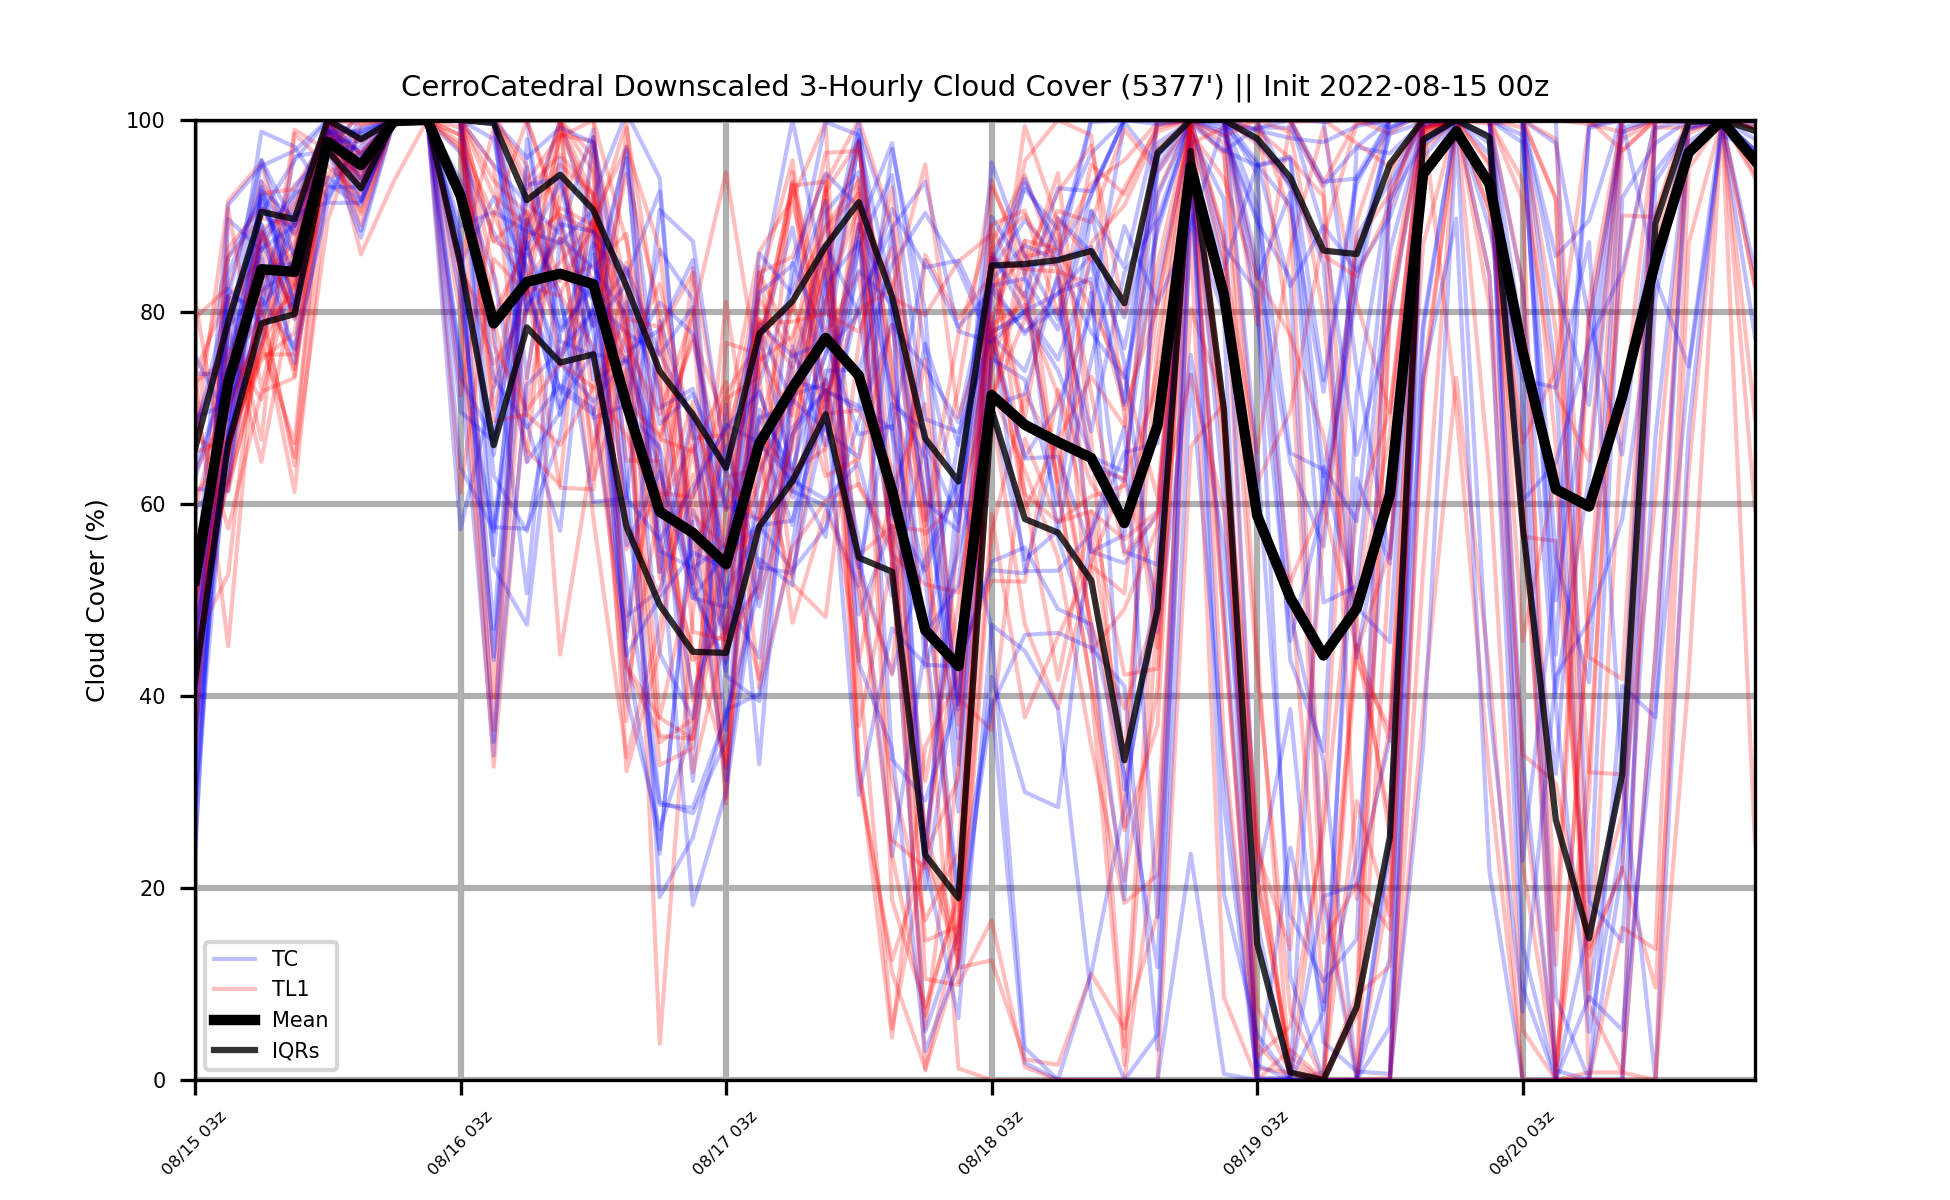 CerroCatedral Downscaled 3-Hourly Cloud Cover (5377') || Init 2022-08-15 00z
Cloud Cover (%)
100
80
60
40
20
0
TC
TL1
Mean
IQRs
08/15 03z
08/16 03z
08/17 03z
08/18 03z
08/19 03z
08/20 03z